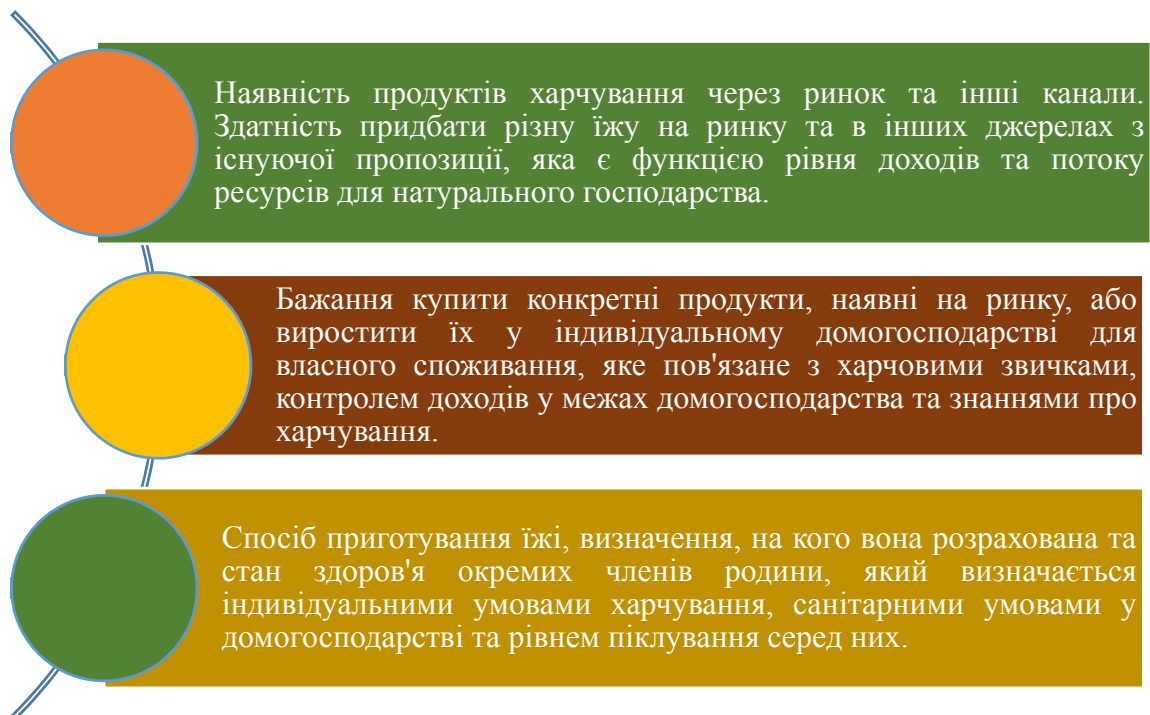 Наявність продуктів харчування через ринок та інші канали.
Здатність придбати різну їжу на ринку та в інших джерелах з
існуючої пропозиції, яка є функцією рівня доходів та потоку
ресурсів для натурального господарства.
Бажання купити конкретні продукти, наявні на ринку, або
виростити їх у індивідуальному домогосподарстві для
власного споживання, яке пов'язане з харчовими звичками,
контролем доходів у межах домогосподарства та знаннями про
харчування.
Спосіб приготування їжі, визначення, на кого вона розрахована та
стан здоров'я окремих членів родини, який визначається
індивідуальними умовами харчування, санітарними умовами у
домогосподарстві та рівнем піклування серед них.